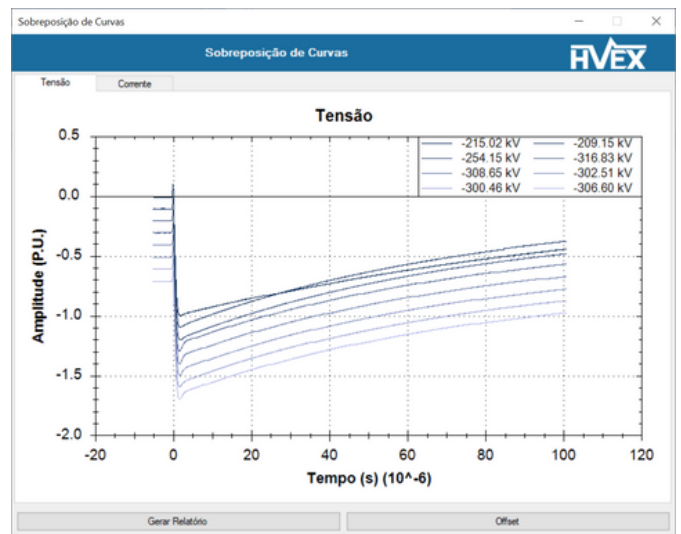 Sobreposição de Curvas
Sobreposição de Curvas
HVEX
Tensão
Corrente
Tensão
-215.02 kV -209.15 kV
-254.15 kV -316.83 kV
-308.65 kV -302.51 kV
-300.46 kV -306.60 kV
Amplitude (P.U.)
0.5
0.0
-0.5
-1.0
-1.5
-2.0
-20 0 20 40 60 80 100 120
Tempo (s) (10^-6)
Gerar Relatório
Offset